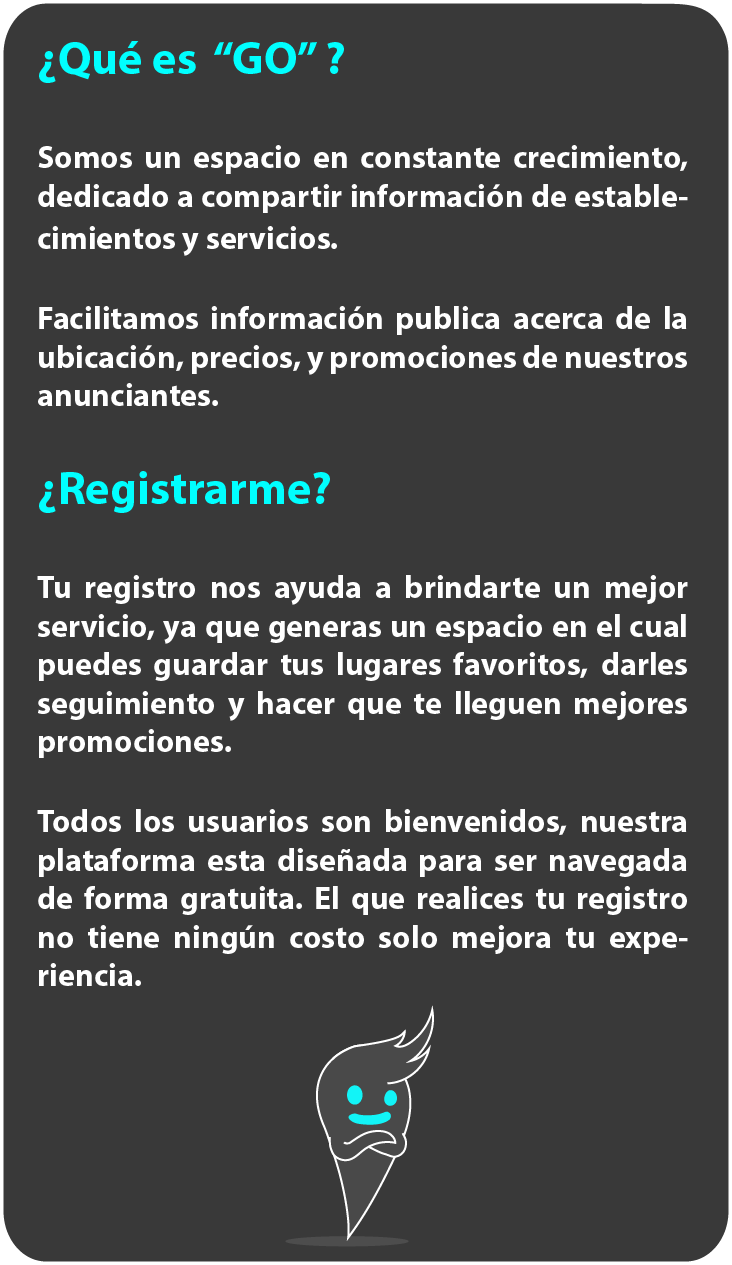 ¿Qué es “GO” ?
Somos un espacio en constante crecimiento,
dedicado a compartir información de estable-
cimientos y servicios.
Facilitamos información publica acerca de la
ubicación, precios, y promociones de nuestros
anunciantes.
¿Registrarme?
Tu registro nos ayuda a brindarte un mejor
servicio, ya que generas un espacio en el cual
puedes guardar tus lugares favoritos, darles
seguimiento y hacer que te lleguen mejores
promociones.
Todos los usuarios son bienvenidos, nuestra
plataforma esta diseñada para ser navegada
de forma gratuita. El que realices tu registro
no tiene ningún costo solo mejora tu expe-
riencia.